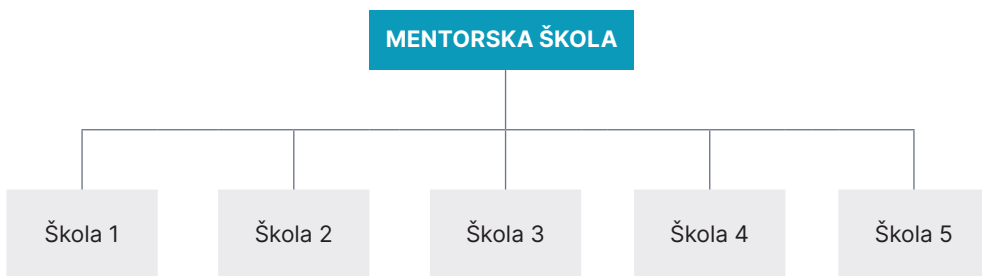 MENTORSKA ŠKOLA
Škola 1
Škola 2
Škola 3
Škola 4
Škola 5